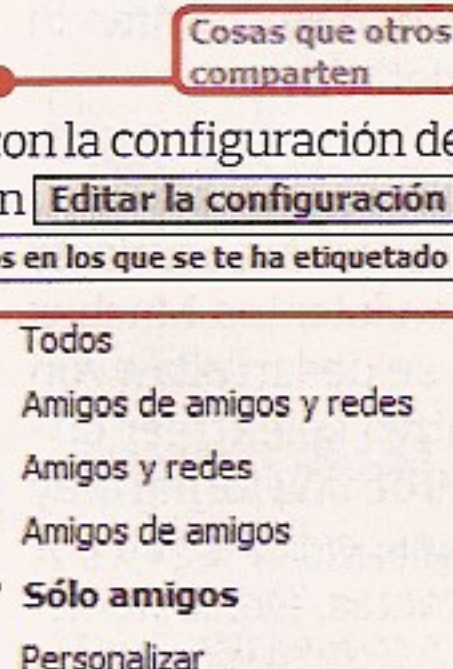 Cosas que otros
comparten
con la configuración de
n Editar la configuración
s en los que se te ha etiquetado
Todos
Amigos de amigos y redes
Amigos y redes
Amigos de amigos
Sólo amigos
Personalizar